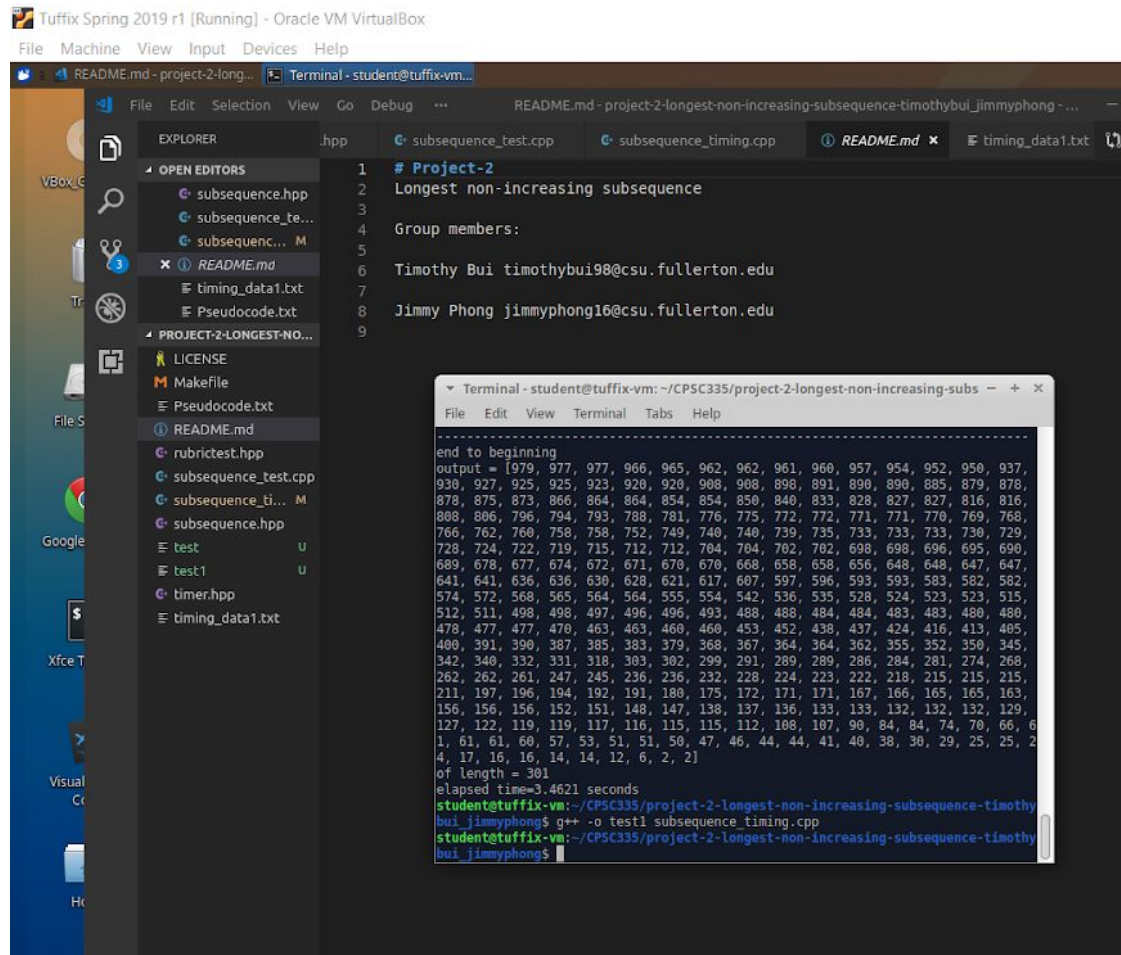 Tuffix Spring 2019 r1 [Running] - Oracle VM VirtualBox
File Machine View Input Devices Help
README.md - project-2-long... Terminal - student@tuffix-vm...
File Edit Selection View Go Debug ··· README.md - project-2-longest-non-increasing-subsequence-timothybui_jimmyphong - ...
EXPLORER
.hpp subsequence_test.cpp subsequence_timing.cpp README.md × timing_data1.txt
OPEN EDITORS
subsequence.hpp
subsequence_te...
subsequenc... M
× README.md
timing_data1.txt
Pseudocode.txt
PROJECT-2-LONGEST-NO...
LICENSE
Makefile
Pseudocode.txt
README.md
rubrictest.hpp
subsequence_test.cpp
subsequence_ti... M
subsequence.hpp
test U
test1 U
timer.hpp
timing_data1.txt
3
1 # Project-2
2 Longest non-increasing subsequence
3
4 Group members:
5
6 Timothy Bui timothybui98@csu.fullerton.edu
7
8 Jimmy Phong jimmyphong16@csu.fullerton.edu
9
VBox_G
Tr
File S
Google
Xfce T
Visual
Co
Ho
Terminal - student@tuffix-vm: ~/CPSC335/project-2-longest-non-increasing-subs − + ×
File Edit View Terminal Tabs Help
--------------------------------------------------------------------------------
end to beginning
output = [979, 977, 977, 966, 965, 962, 962, 961, 960, 957, 954, 952, 950, 937,
930, 927, 925, 925, 923, 920, 920, 908, 908, 898, 891, 890, 890, 885, 879, 878,
878, 875, 873, 866, 864, 864, 854, 854, 850, 840, 833, 828, 827, 827, 816, 816,
808, 806, 796, 794, 793, 788, 781, 776, 775, 772, 772, 771, 771, 770, 769, 768,
766, 762, 760, 758, 758, 752, 749, 740, 740, 739, 735, 733, 733, 733, 730, 729,
728, 724, 722, 719, 715, 712, 712, 704, 704, 702, 702, 698, 698, 696, 695, 690,
689, 678, 677, 674, 672, 671, 670, 670, 668, 658, 658, 656, 648, 648, 647, 647,
641, 641, 636, 636, 630, 628, 621, 617, 607, 597, 596, 593, 593, 583, 582, 582,
574, 572, 568, 565, 564, 564, 555, 554, 542, 536, 535, 528, 524, 523, 523, 515,
512, 511, 498, 498, 497, 496, 496, 493, 488, 488, 484, 484, 483, 483, 480, 480,
478, 477, 477, 470, 463, 463, 460, 460, 453, 452, 438, 437, 424, 416, 413, 405,
400, 391, 390, 387, 385, 383, 379, 368, 367, 364, 364, 362, 355, 352, 350, 345,
342, 340, 332, 331, 318, 303, 302, 299, 291, 289, 289, 286, 284, 281, 274, 268,
262, 262, 261, 247, 245, 236, 236, 232, 228, 224, 223, 222, 218, 215, 215, 215,
211, 197, 196, 194, 192, 191, 180, 175, 172, 171, 171, 167, 166, 165, 165, 163,
156, 156, 156, 152, 151, 148, 147, 138, 137, 136, 133, 133, 132, 132, 132, 129,
127, 122, 119, 119, 117, 116, 115, 115, 112, 108, 107, 90, 84, 84, 74, 70, 66, 6
1, 61, 61, 60, 57, 53, 51, 51, 50, 47, 46, 44, 44, 41, 40, 38, 30, 29, 25, 25, 2
4, 17, 16, 16, 14, 14, 12, 6, 2, 2]
of length = 301
elapsed time=3.4621 seconds
student@tuffix-vm:~/CPSC335/project-2-longest-non-increasing-subsequence-timothy
bui_jimmyphong$ g++ -o test1 subsequence_timing.cpp
student@tuffix-vm:~/CPSC335/project-2-longest-non-increasing-subsequence-timothy
bui_jimmyphong$